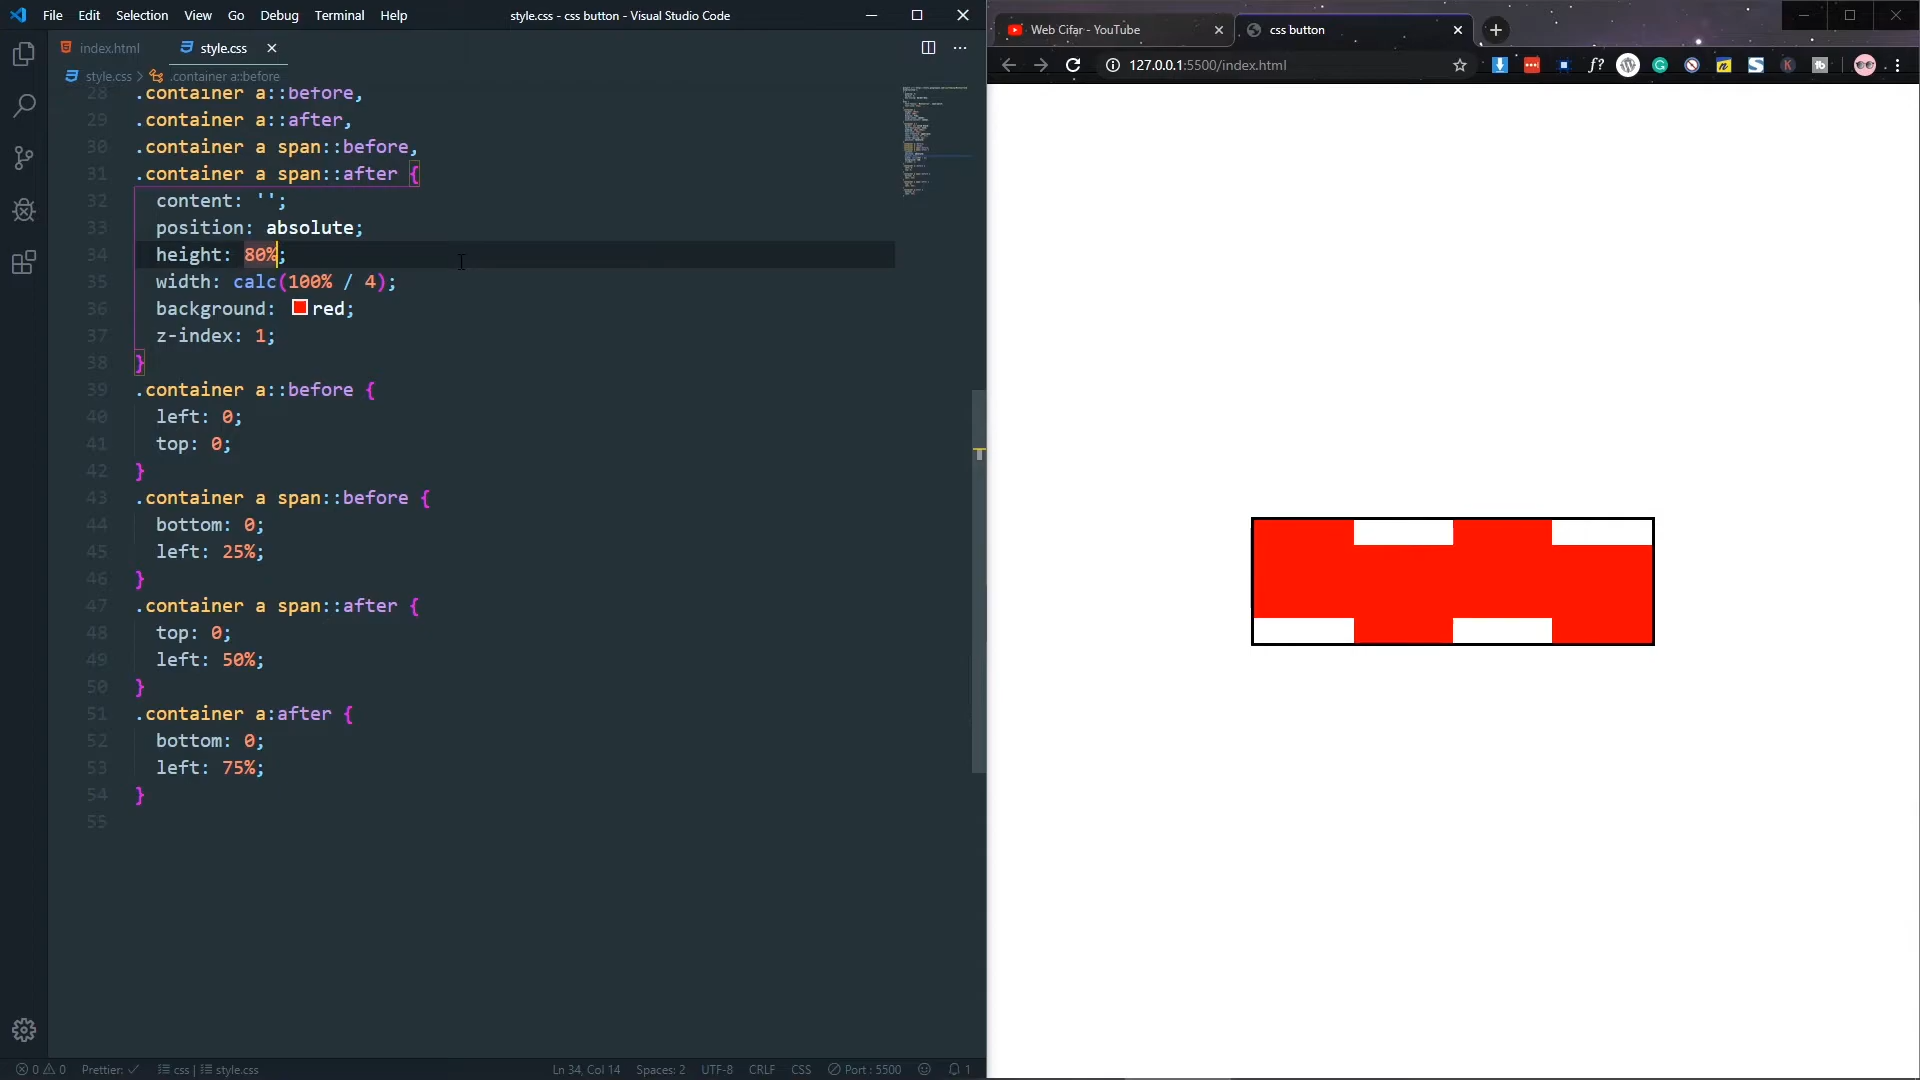 File Edit Selection View Go Debug Terminal Help style.css - css button - Visual Studio Code
index.html style.css
style.css > .container a::before
28 .container a::before,
29 .container a::after,
30 .container a span::before,
31 .container a span::after {
32 content: '';
33 position: absolute;
34 height: 80%;
35 width: calc(100% / 4);
36 background: red;
37 z-index: 1;
38 }
39 .container a::before {
40 left: 0;
41 top: 0;
42 }
43 .container a span::before {
44 bottom: 0;
45 left: 25%;
46 }
47 .container a span::after {
48 top: 0;
49 left: 50%;
50 }
51 .container a:after {
52 bottom: 0;
53 left: 75%;
54 }
55
0 0 Prettier: ✓ css | style.css Ln 34, Col 14 Spaces: 2 UTF-8 CRLF CSS Port : 5500 1
Web Cifar - YouTube css button
127.0.0.1:5500/index.html f?